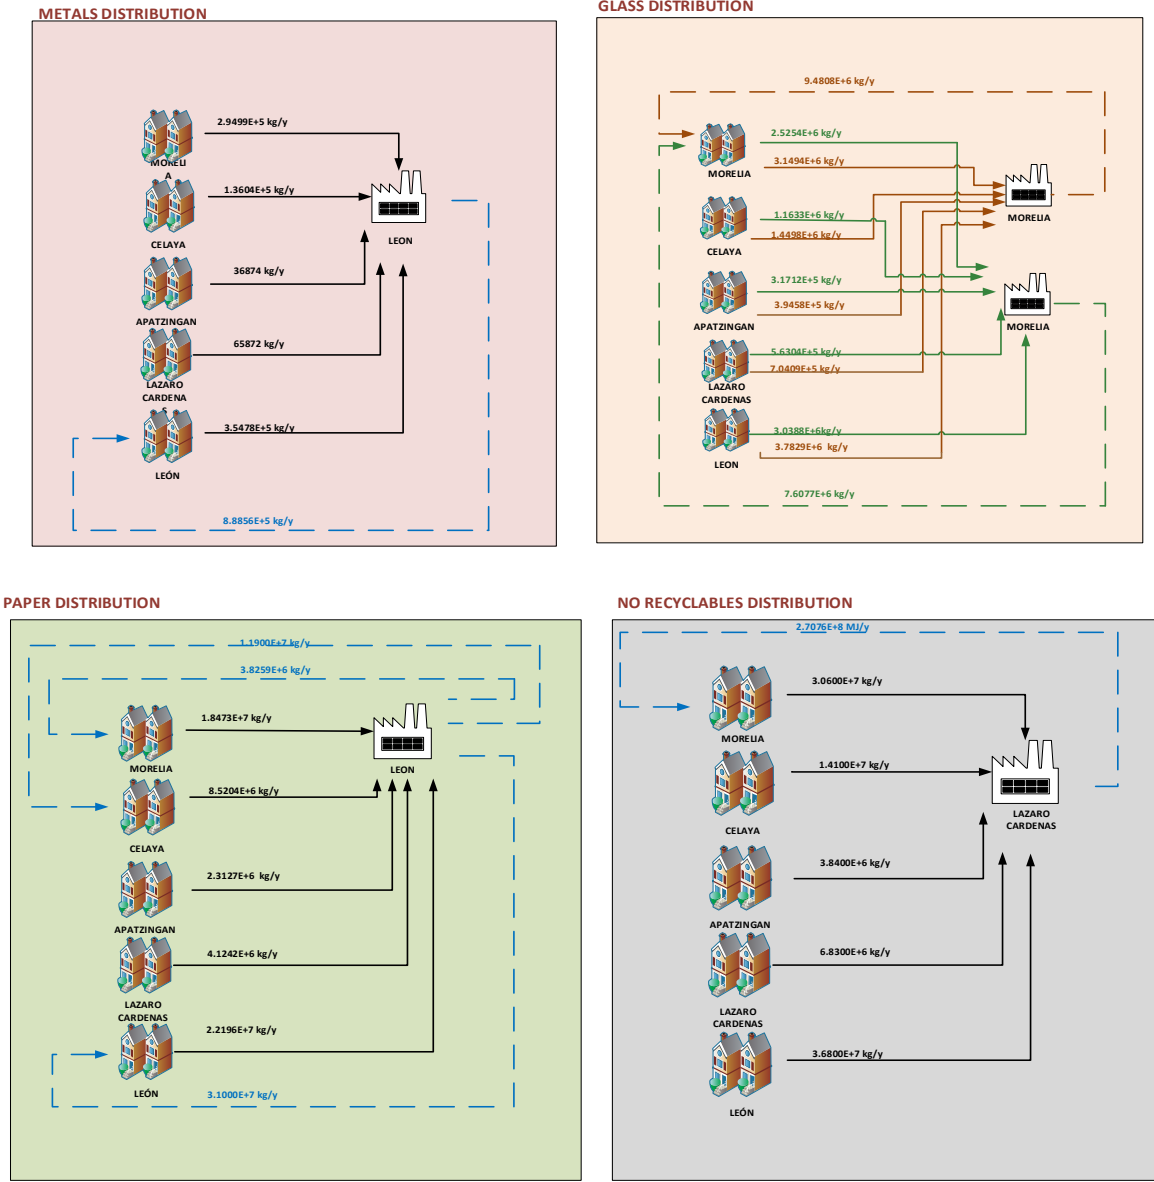 METALS DISTRIBUTION
2.9499E+5 kg/y
MORELI
A
1.3604E+5 kg/y
CELAYA
LEON
36874 kg/y
APATZINGAN
65872 kg/y
LAZARO
CARDENA
S
3.5478E+5 kg/y
LEÓN
8.8856E+5 kg/y
GLASS DISTRIBUTION
9.4808E+6 kg/y
2.5254E+6 kg/y
3.1494E+6 kg/y
MORELIA
MORELIA
1.1633E+6 kg/y
1.4498E+6 kg/y
CELAYA
3.1712E+5 kg/y
3.9458E+5 kg/y
APATZINGAN
MORELIA
5.6304E+5 kg/y
7.0409E+5 kg/y
LAZARO
CARDENAS
3.0388E+6kg/y
3.7829E+6 kg/y
LEON
7.6077E+6 kg/y
PAPER DISTRIBUTION
1.1900E+7 kg/y
3.8259E+6 kg/y
1.8473E+7 kg/y
MORELIA
LEON
8.5204E+6 kg/y
CELAYA
2.3127E+6 kg/y
APATZINGAN
4.1242E+6 kg/y
LAZARO
CARDENAS
2.2196E+7 kg/y
LEÓN
3.1000E+7 kg/y
NO RECYCLABLES DISTRIBUTION
2.7076E+8 MJ/y
3.0600E+7 kg/y
MORELIA
1.4100E+7 kg/y
CELAYA
LAZARO
CARDENAS
3.8400E+6 kg/y
APATZINGAN
6.8300E+6 kg/y
LAZARO
CARDENAS
3.6800E+7 kg/y
LEÓN